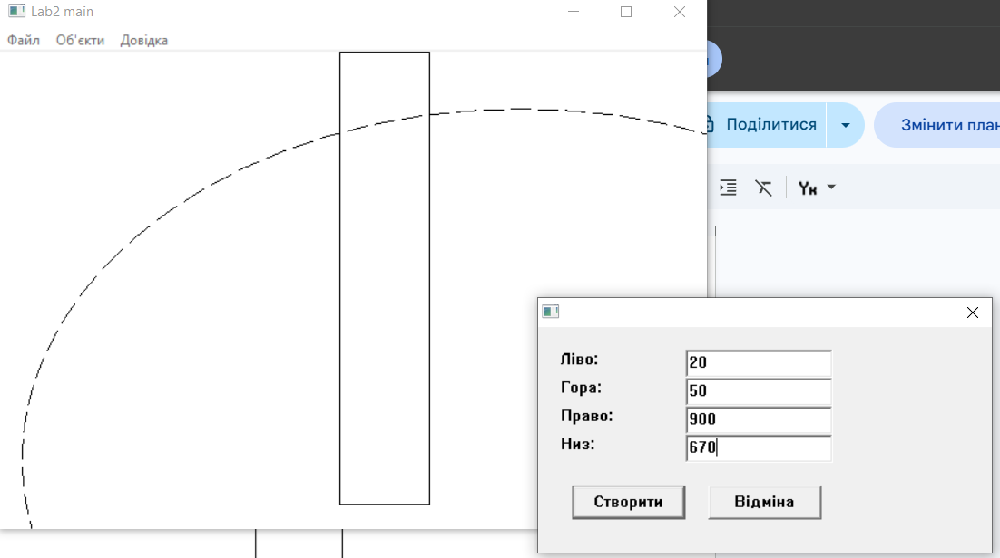 Lab2 main
Файл Об'єкти Довідка
Поділитися
Змінити план
Ліво: 20
Гора: 50
Право: 900
Низ: 670
Створити Відміна